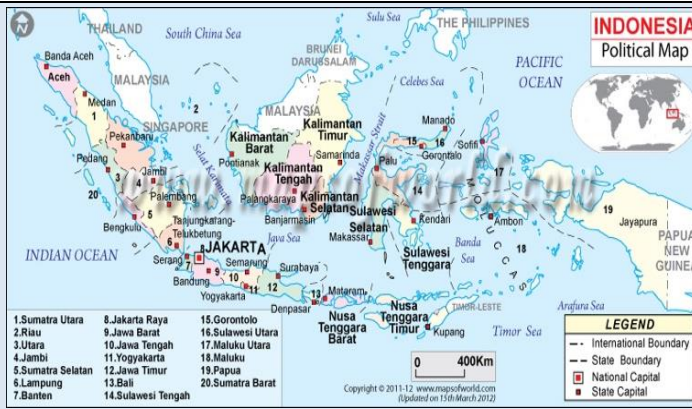 INDONESIA
Political Map
THAILAND
South China Sea
Sulu Sea
THE PHILIPPINES
PACIFIC
OCEAN
Banda Aceh
Aceh
MALAYSIA
BRUNEI
DARUSSALAM
Celebes Sea
Medan
1
2
MALAYSIA
Kalimantan
Timur
Manado
SINGAPORE
Kalimantan
Barat
Makassar Strait
15
16
Sofifi
Pekanbaru
Gorontalo
Pontianak
Samarinda
Palu
17
Padang
3
Jambi
Selat Karimata
Kalimantan
Tengah
20
4
Palembang
Palangkaraya
Kalimantan
Selatan
14
Sulawesi
Selatan
19
Jayapura
5
Bengkulu
Tanjungkarang-
Telukbetung
Banjarmasin
Kendari
Ambon
MOLUCCAS
18
PAPUA
NEW
GUINEA
Java Sea
Makassar
Banda
Sea
INDIAN OCEAN
6
8
JAKARTA
Sulawesi
Tenggara
Serang
7
Semarang
Surabaya
9
10
Bandung
11
12
Yogyakarta
13
Mataram
Denpasar
Nusa
Tenggara
Barat
Nusa
Tenggara
Timur
TIMOR-LESTE
Kupang
Arafura Sea
Timor Sea
www.mapsofworld.com
1.Sumatra Utara
2.Riau
3.Utara
4.Jambi
5.Sumatra Selatan
6.Lampung
7.Banten
8.Jakarta Raya
9.Jawa Barat
10.Jawa Tengah
11.Yogyakarta
12.Jawa Timur
13.Bali
14.Sulawesi Tengah
15.Gorontolo
16.Sulawesi Utara
17.Maluku Utara
18.Maluku
19.Papua
20.Sumatra Barat
0 400Km
Copyright © 2011-12 www.mapsofworld.com
(Updated on 15th March 2012)
LEGEND
International Boundary
State Boundary
National Capital
State Capital